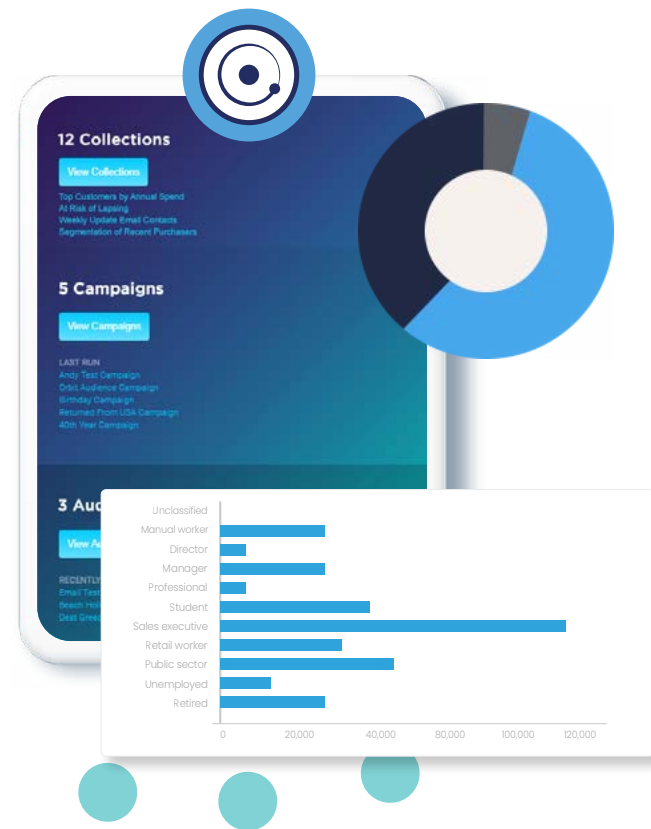 12 Collections
View Collections
Top Customers by Annual Spend
At Risk of Lapsing
Weekly Update Email Contacts
Segmentation of Recent Purchasers
5 Campaigns
View Campaigns
LAST RUN
Andy Test Campaign
Orbit Audience Campaign
Birthday Campaign
Returned From USA Campaign
40th Year Campaign
3 Aud
View Au
RECENTLY
Email Test
Beach Holi
Unclassified
Manual worker
Director
Manager
Professional
Student
Sales executive
Retail worker
Public sector
Unemployed
Retired
0 20,000 40,000 80,000 100,000 120,000